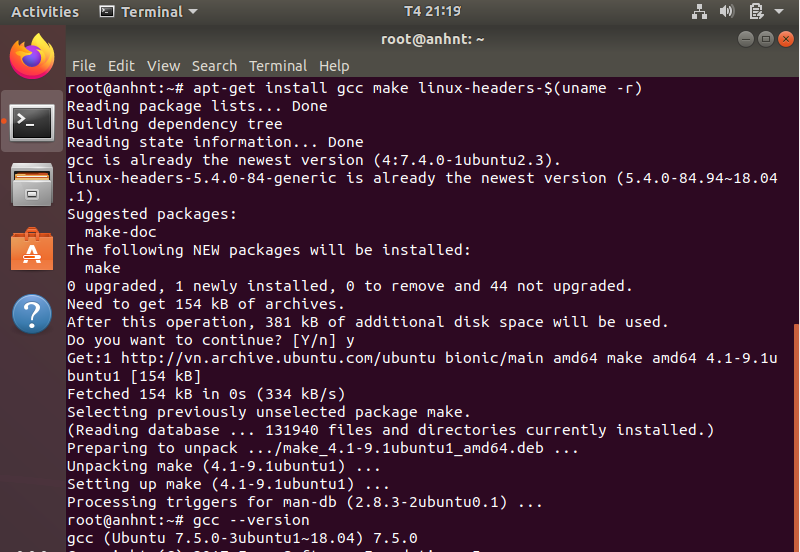 Activities Terminal T4 21:19
root@anhnt: ~
File Edit View Search Terminal Help
root@anhnt:~# apt-get install gcc make linux-headers-$(uname -r)
Reading package lists... Done
Building dependency tree
Reading state information... Done
gcc is already the newest version (4:7.4.0-1ubuntu2.3).
linux-headers-5.4.0-84-generic is already the newest version (5.4.0-84.94~18.04
.1).
Suggested packages:
  make-doc
The following NEW packages will be installed:
  make
0 upgraded, 1 newly installed, 0 to remove and 44 not upgraded.
Need to get 154 kB of archives.
After this operation, 381 kB of additional disk space will be used.
Do you want to continue? [Y/n] y
Get:1 http://vn.archive.ubuntu.com/ubuntu bionic/main amd64 make amd64 4.1-9.1u
buntu1 [154 kB]
Fetched 154 kB in 0s (334 kB/s)
Selecting previously unselected package make.
(Reading database ... 131940 files and directories currently installed.)
Preparing to unpack .../make_4.1-9.1ubuntu1_amd64.deb ...
Unpacking make (4.1-9.1ubuntu1) ...
Setting up make (4.1-9.1ubuntu1) ...
Processing triggers for man-db (2.8.3-2ubuntu0.1) ...
root@anhnt:~# gcc --version
gcc (Ubuntu 7.5.0-3ubuntu1~18.04) 7.5.0